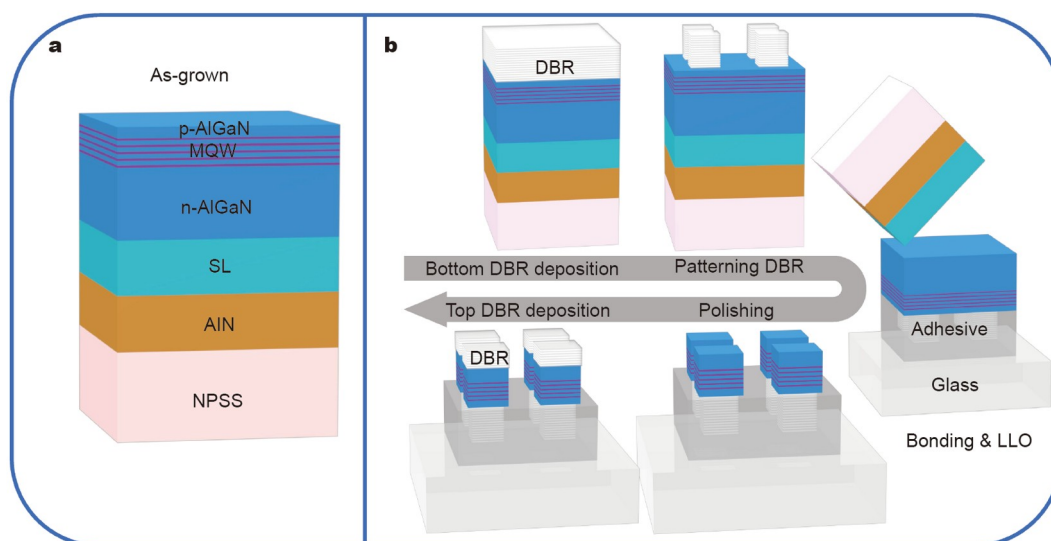 a
As-grown
p-AlGaN
MQW
n-AlGaN
SL
AlN
NPSS
b
DBR
Bottom DBR deposition
Patterning DBR
Top DBR deposition
Polishing
DBR
Adhesive
Glass
Bonding & LLO